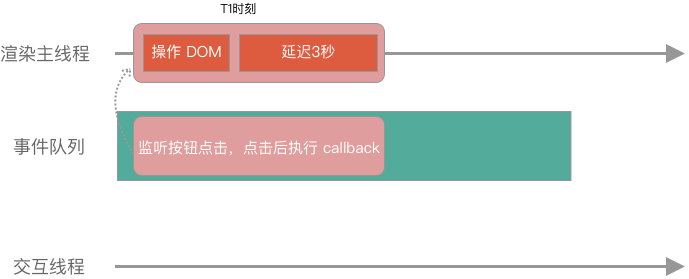 T1时刻
渲染主线程
操作 DOM
延迟3秒
事件队列
监听按钮点击，点击后执行 callback
交互线程